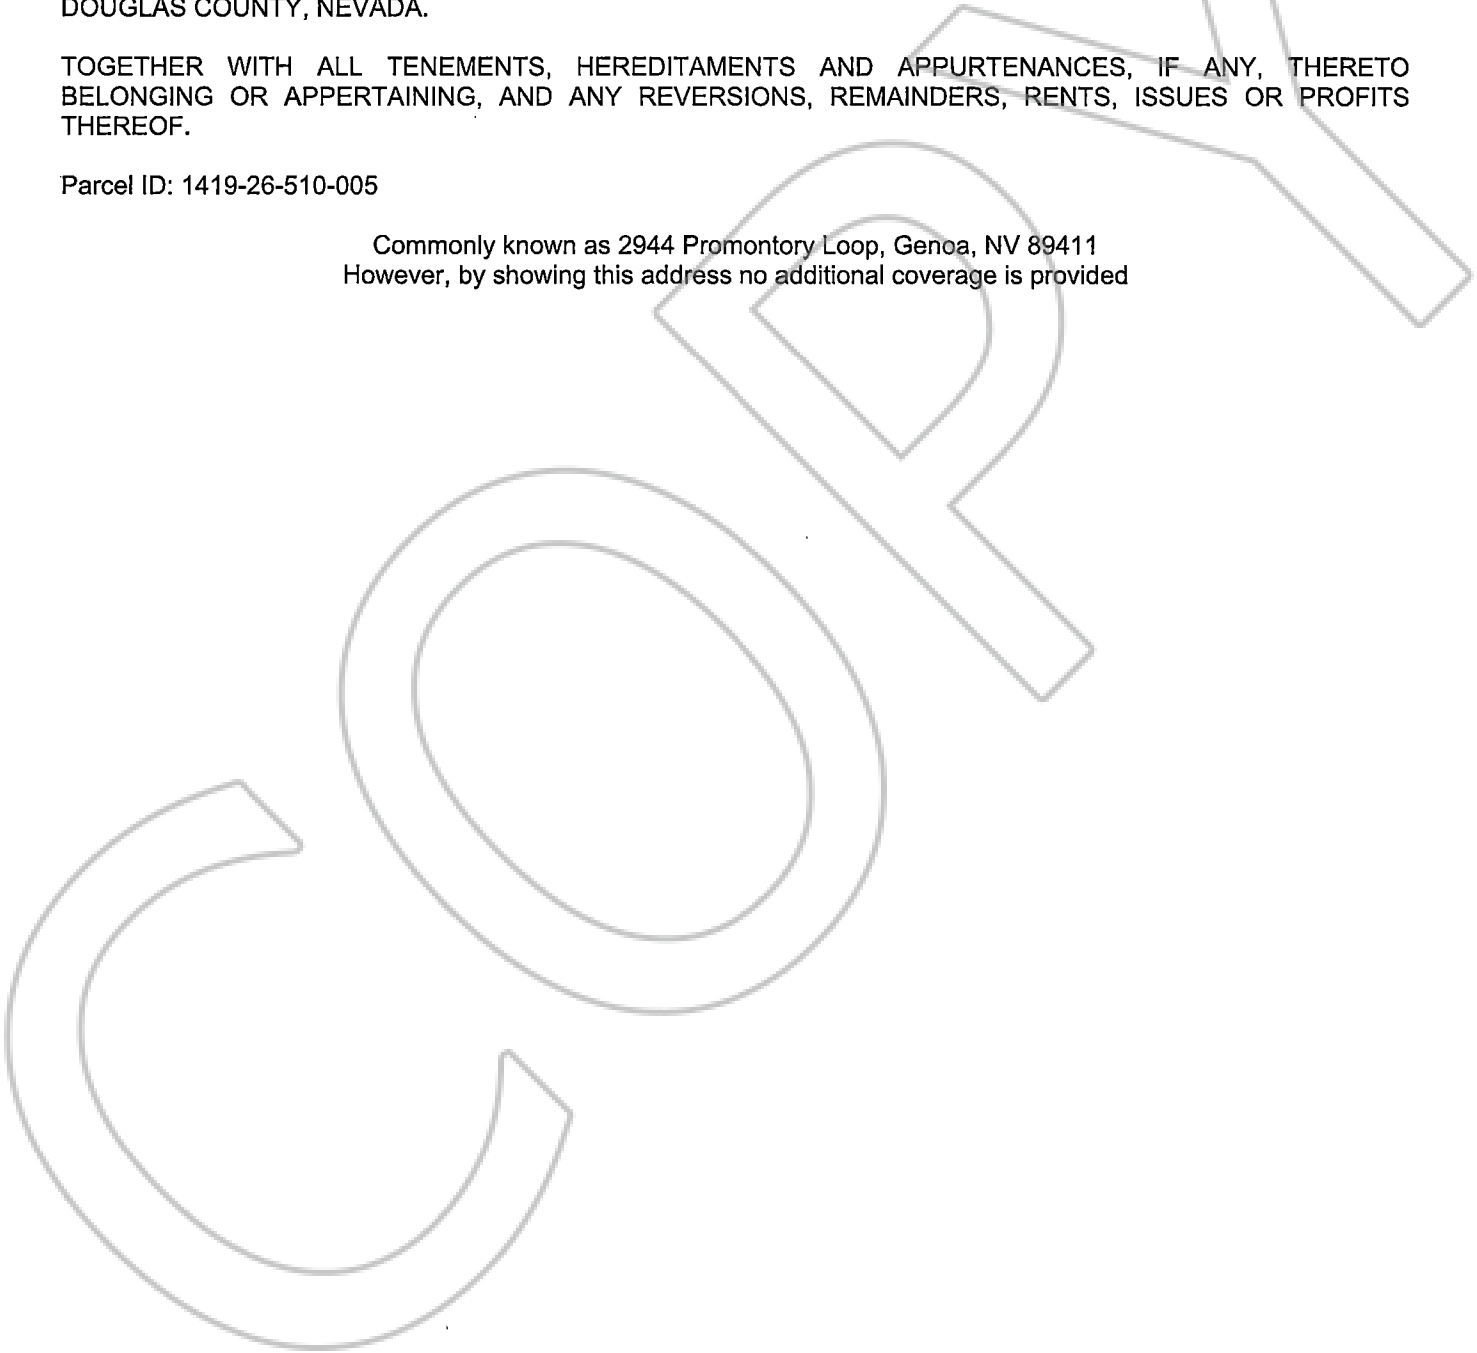 DOUGLAS COUNTY, NEVADA.
TOGETHER WITH ALL TENEMENTS, HEREDITAMENTS AND APPURTENANCES, IF ANY, THERETO
BELONGING OR APPERTAINING, AND ANY REVERSIONS, REMAINDERS, RENTS, ISSUES OR PROFITS
THEREOF.
Parcel ID: 1419-26-510-005
Commonly known as 2944 Promontory Loop, Genoa, NV 89411
However, by showing this address no additional coverage is provided
COPY